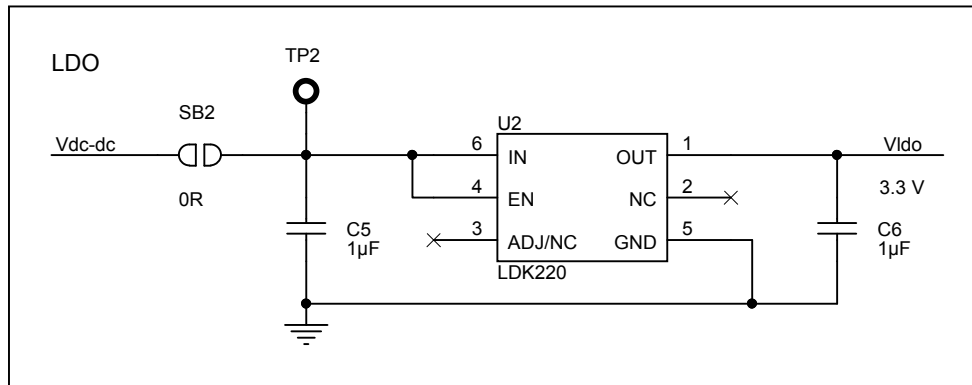 LDO
TP2
SB2
U2
Vdc-dc
6
IN
OUT
1
Vldo
0R
4
EN
NC
2
3.3 V
C5
1µF
3
ADJ/NC
GND
5
C6
1µF
LDK220